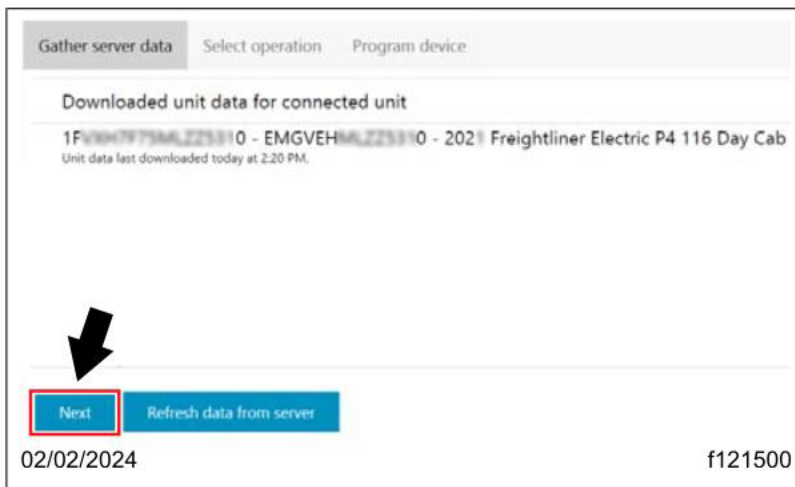 Gather server data Select operation Program device
Downloaded unit data for connected unit
1F 0 - EMGVEH 0 - 202 Freightliner Electric P4 116 Day Cab
Unit data last downloaded today at 2:20 PM.
Next Refresh data from server
02/02/2024 f121500